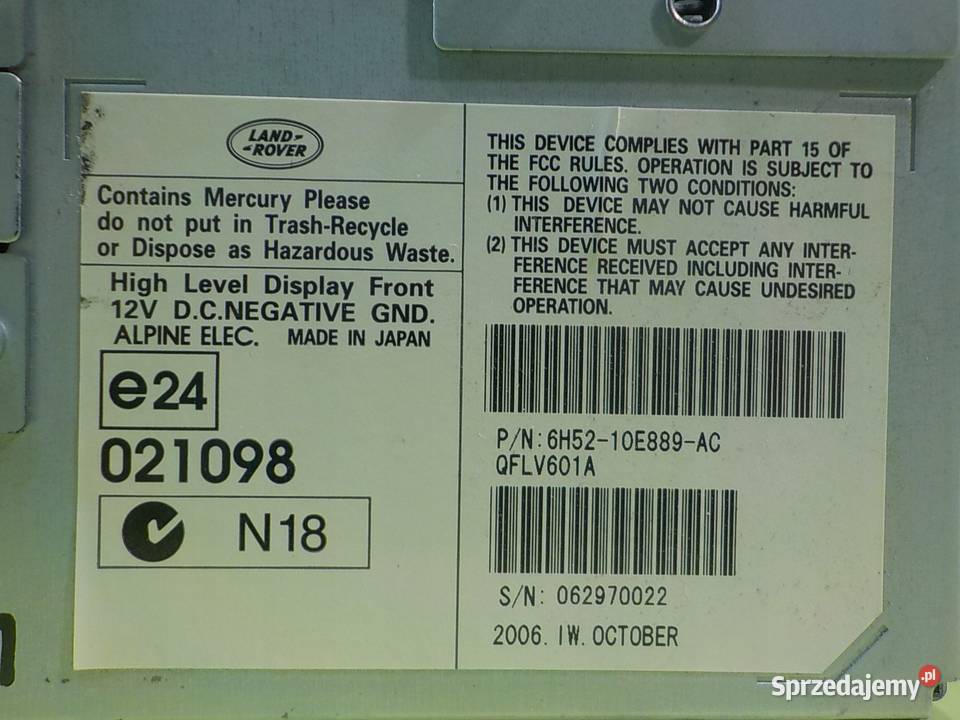 LAND-
-ROVER
Contains Mercury Please
do not put in Trash-Recycle
or Dispose as Hazardous Waste.
High Level Display Front
12V D.C.NEGATIVE GND.
ALPINE ELEC. MADE IN JAPAN
e24
021098
N18
THIS DEVICE COMPLIES WITH PART 15 OF
THE FCC RULES. OPERATION IS SUBJECT TO
THE FOLLOWING TWO CONDITIONS:
(1) THIS DEVICE MAY NOT CAUSE HARMFUL
INTERFERENCE.
(2) THIS DEVICE MUST ACCEPT ANY INTER-
FERENCE RECEIVED INCLUDING INTER-
FERENCE THAT MAY CAUSE UNDESIRED
OPERATION.
P/N:6H52-10E889-AC
QFLV601A
S/N: 062970022
2006. IW. OCTOBER
Sprzedajemy.pl